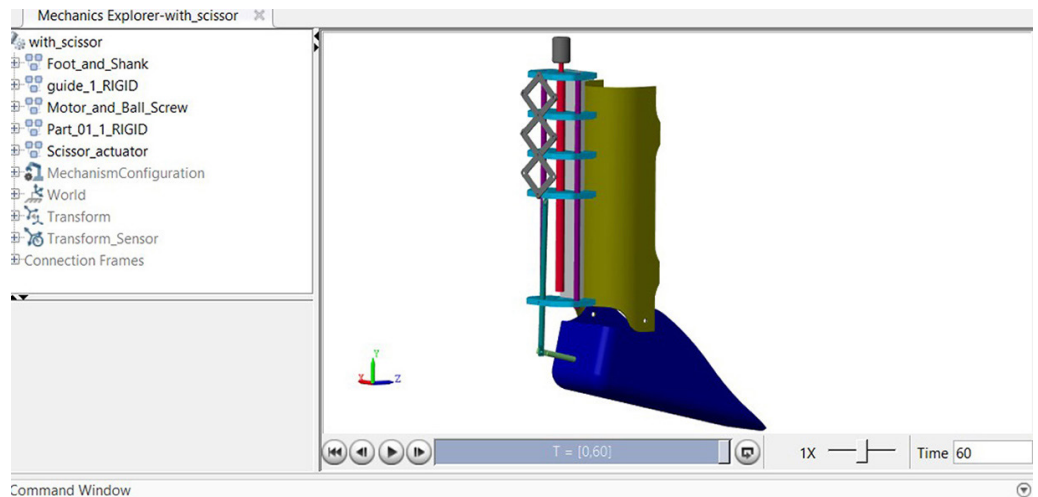 Mechanics Explorer-with_scissor
with_scissor
Foot_and_Shank
guide_1_RIGID
Motor_and_Ball_Screw
Part_01_1_RIGID
Scissor_actuator
MechanismConfiguration
World
Transform
Transform_Sensor
Connection Frames
Y
X
Z
T = [0,60]
1X
Time 60
Command Window